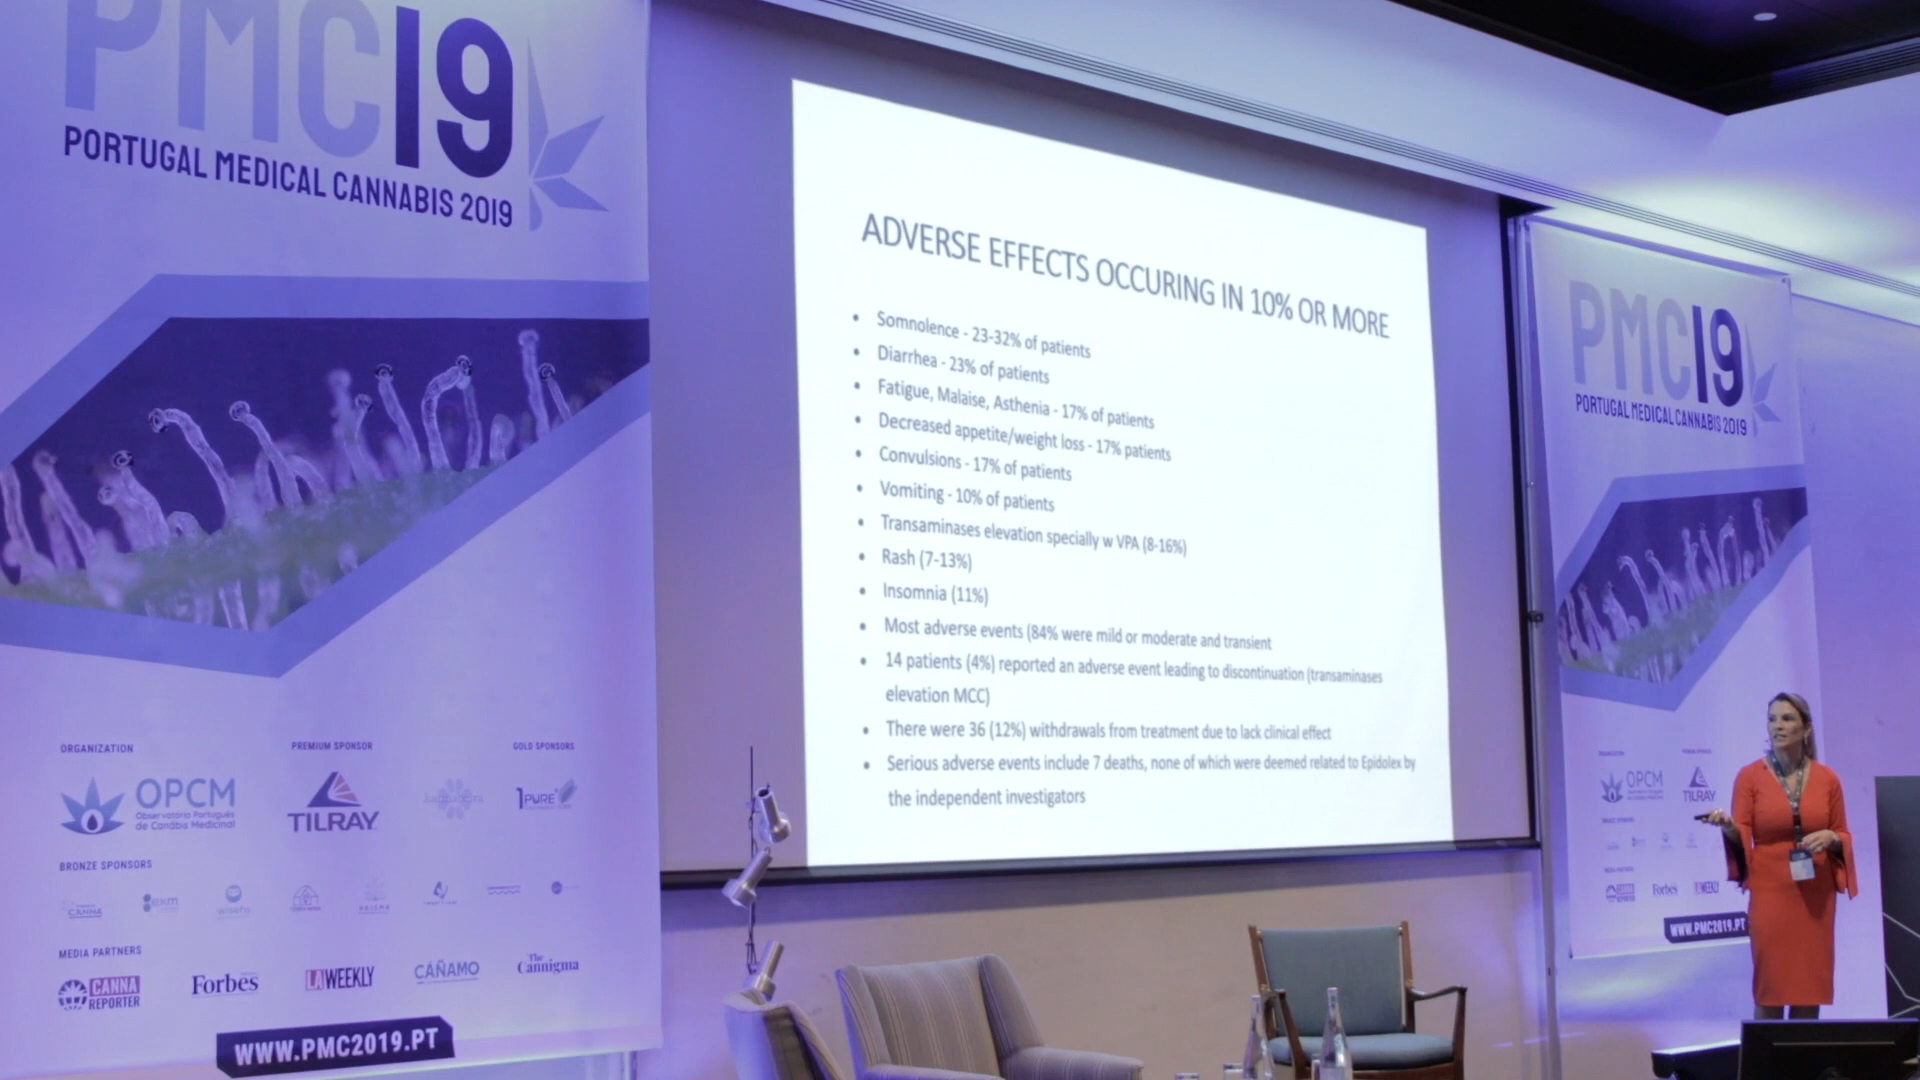 PMC19
PORTUGAL MEDICAL CANNABIS 2019
ORGANIZATION
PREMIUM SPONSOR
GOLD SPONSORS
OPCM
Observatório Português
de Canábis Medicinal
TILRAY
1PURE
BRONZE SPONSORS
CANNA
exm
MEDIA PARTNERS
CANNA
REPORTER
Forbes
LAWEEKLY
CAÑAMO
The
Cannigma
WWW.PMC2019.PT
ADVERSE EFFECTS OCCURING IN 10% OR MORE
• Somnolence - 23-32% of patients
• Diarrhea - 23% of patients
• Fatigue, Malaise, Asthenia - 17% of patients
• Decreased appetite/weight loss - 17% patients
• Convulsions - 17% of patients
• Vomiting - 10% of patients
• Transaminases elevation specially w VPA (8-16%)
• Rash (7-13%)
• Insomnia (11%)
• Most adverse events (84% were mild or moderate and transient
• 14 patients (4%) reported an adverse event leading to discontinuation (transaminases
elevation MCC)
• There were 36 (12%) withdrawals from treatment due to lack clinical effect
• Serious adverse events include 7 deaths, none of which were deemed related to Epidolex by
the independent investigators
PMC19
PORTUGAL MEDICAL CANNABIS 2019
OPCM
TILRAY
Forbes
LAWEEKLY
WWW.PMC2019.PT